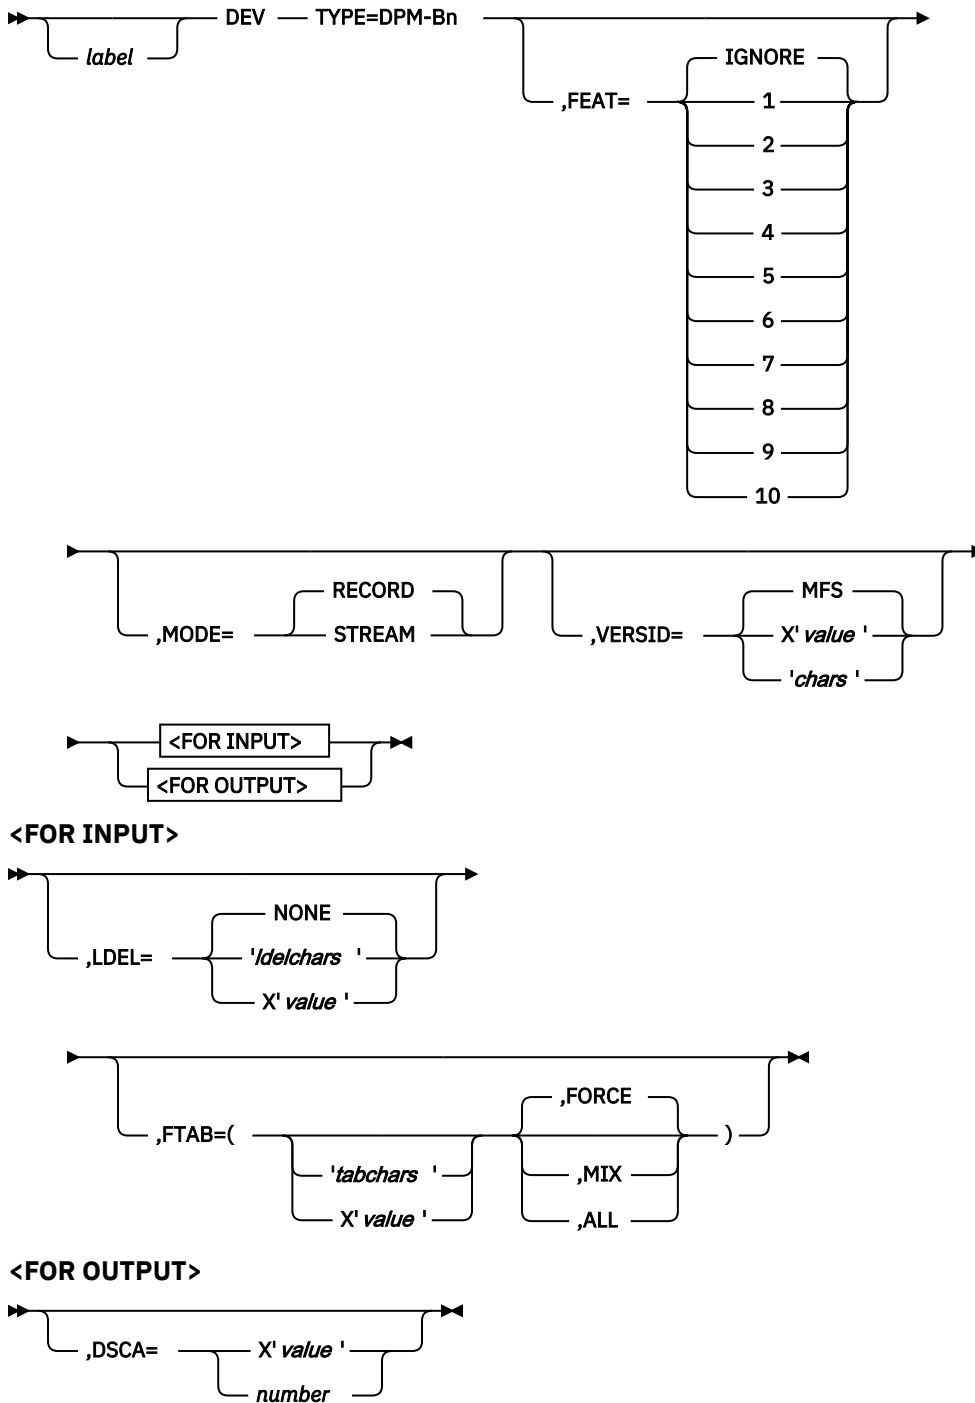 DEV TYPE=DPM-Bn
label
IGNORE
,FEAT= 1
2
3
4
5
6
7
8
9
10
RECORD MFS
,MODE= STREAM ,VERSID= X'value'
'chars'
<FOR INPUT>
<FOR OUTPUT>
<FOR INPUT>
NONE
,LDEL= 'ldelchars'
X'value'
,FORCE
,FTAB=( )
'tabchars' ,MIX
X'value' ,ALL
<FOR OUTPUT>
,DSCA= X'value'
number